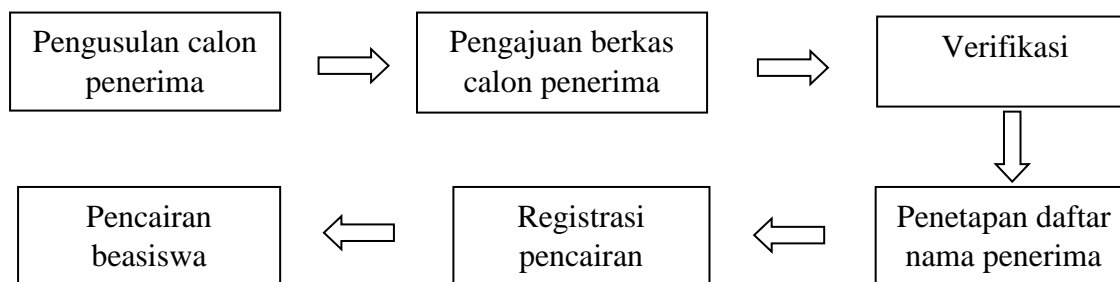 Pengusulan calon
penerima
Pengajuan berkas
calon penerima
Verifikasi
Penetapan daftar
nama penerima
Registrasi
pencairan
Pencairan
beasiswa